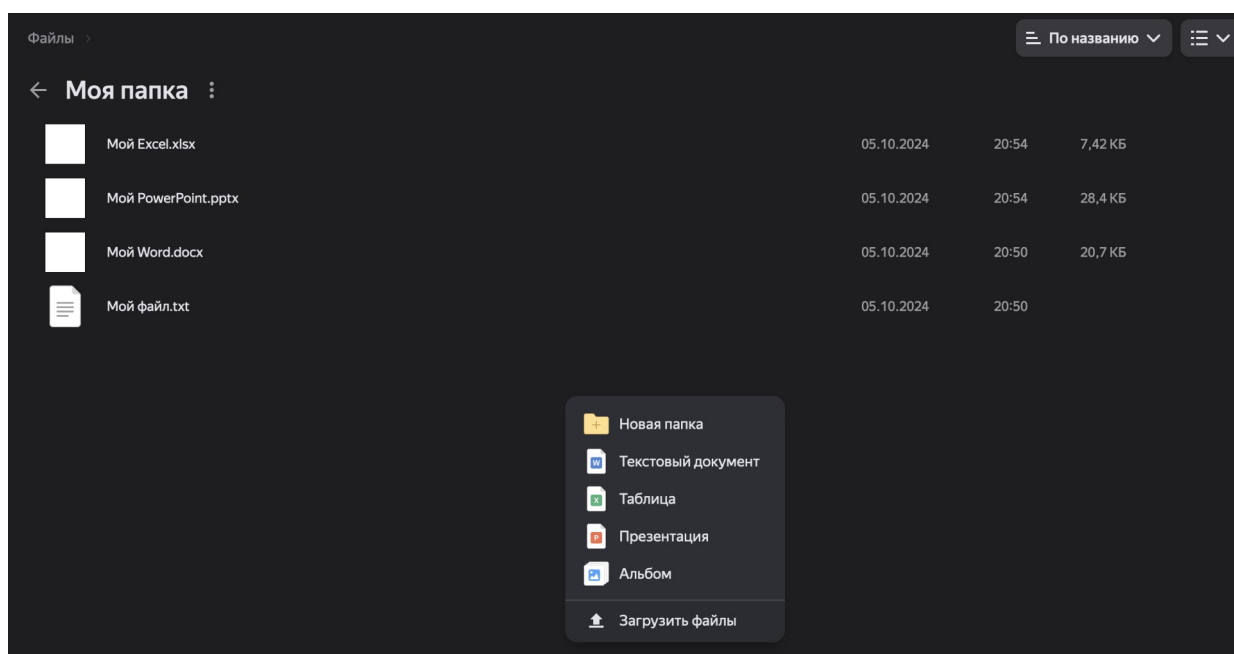 Файлы
По названию
Моя папка
Мой Excel.xlsx 05.10.2024 20:54 7,42 КБ
Мой PowerPoint.pptx 05.10.2024 20:54 28,4 КБ
Мой Word.docx 05.10.2024 20:50 20,7 КБ
Мой файл.txt 05.10.2024 20:50
Новая папка
W Текстовый документ
X Таблица
P Презентация
Альбом
Загрузить файлы